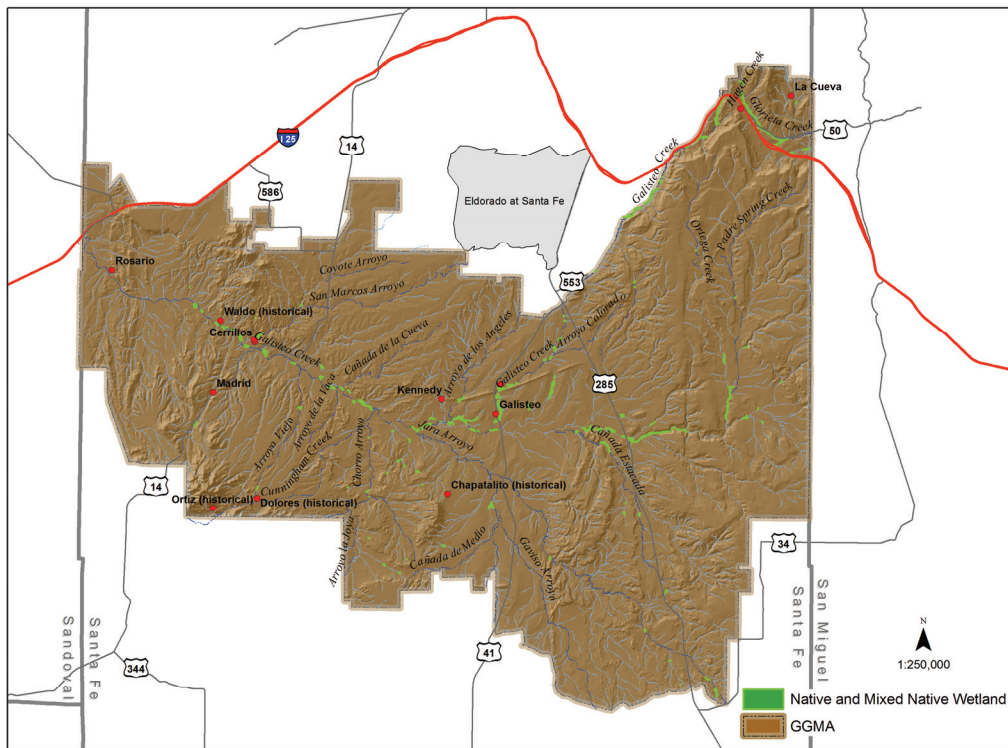 Hagen Creek
La Cueva
Glorieta Creek
50
I 25
14
586
Galisteo Creek
Eldorado at Santa Fe
Padre Spring Creek
Ortega Creek
553
Coyote Arroyo
Rosario
San Marcos Arroyo
Waldo (historical)
Cerrillos
Galisteo Creek
Cañada de la Cueva
Arroyo de los Angeles
Galisteo Creek
Arroyo Colorado
Madrid
Kennedy
285
Galisteo
Arroyo de la Vaca
Arroyo Viejo
Jara Arroyo
Cañada Estacada
Cunningham Creek
Chorro Arroyo
14
Ortiz (historical)
Dolores (historical)
Chapatalito (historical)
Arroyo la Joya
Cañada de Medio
Gaviso Arroyo
34
Sandoval
Santa Fe
Santa Fe
San Miguel
344
41
N
1:250,000
Native and Mixed Native Wetland
GGMA